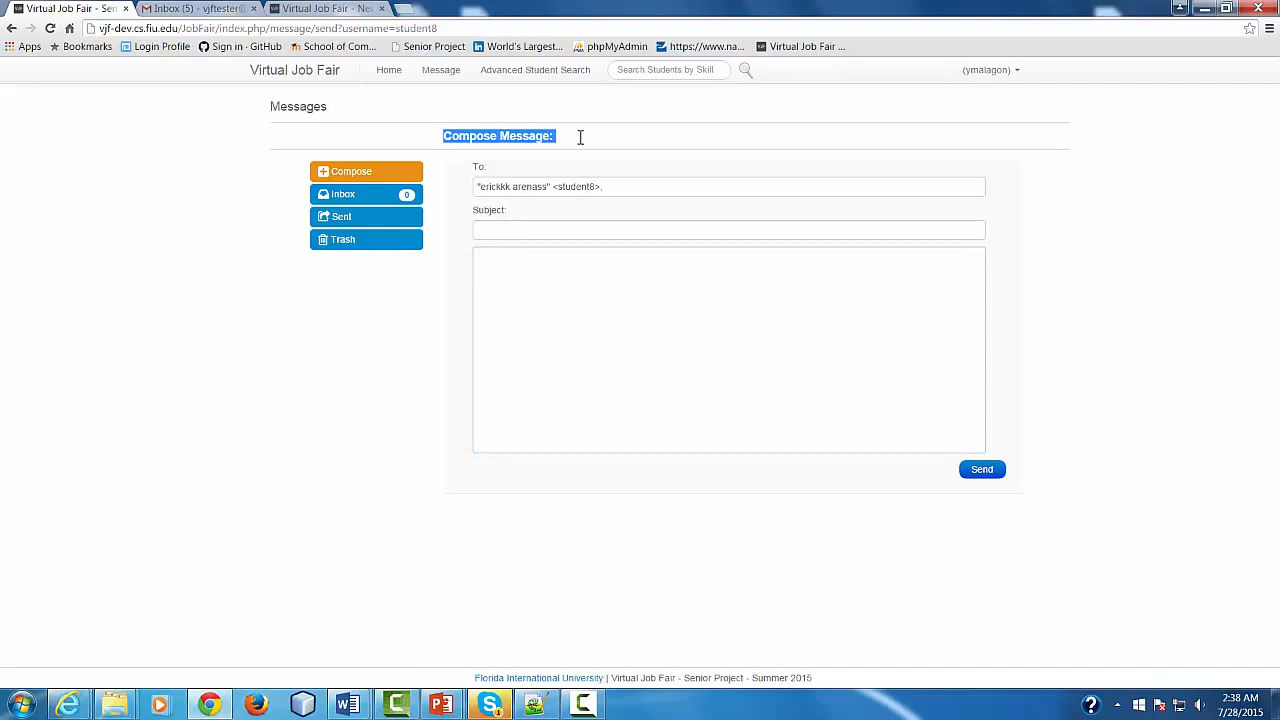 Virtual Job Fair - Sen
Inbox (5) - vjftester@
Virtual Job Fair - Ne
vjf-dev.cs.fiu.edu/JobFair/index.php/message/send?username=student8
Apps
Bookmarks
Login Profile
Sign in · GitHub
School of Com...
Senior Project
World's Largest...
phpMyAdmin
https://www.na...
Virtual Job Fair ...
Virtual Job Fair
Home
Message
Advanced Student Search
Search Students by Skill
(ymalagon)
Messages
Compose Message:
Compose
Inbox 0
Sent
Trash
To:
"erickkk arenass" <student8>,
Subject:
Send
Florida International University | Virtual Job Fair - Senior Project - Summer 2015
2:38 AM
7/28/2015